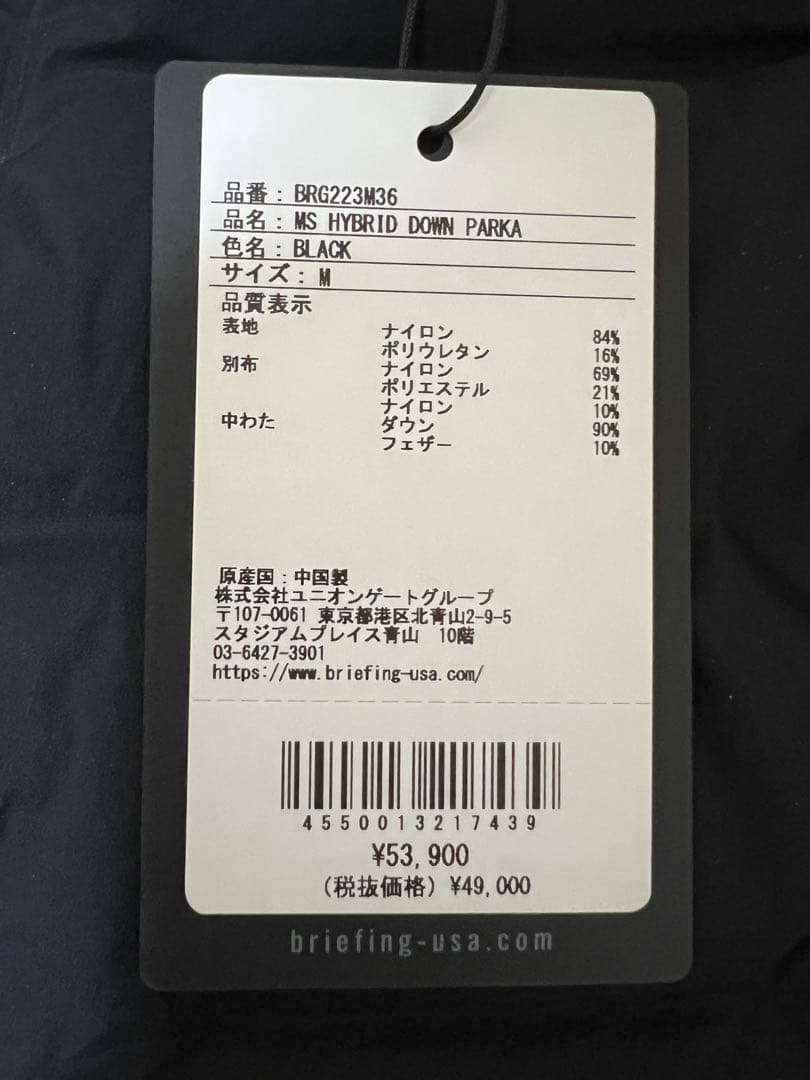 品番：BRG223M36
品名：MS HYBRID DOWN PARKA
色名：BLACK
サイズ：M
品質表示
表地 ナイロン 84%
ポリウレタン 16%
別布 ナイロン 69%
ポリエステル 21%
ナイロン 10%
中わた ダウン 90%
フェザー 10%
原産国：中国製
株式会社ユニオンゲートグループ
〒107-0061 東京都港区北青山2-9-5
スタジアムプレイス青山 10階
03-6427-3901
https://www.briefing-usa.com/
4550013217439
¥53,900
（税抜価格）¥49,000
briefing-usa.com